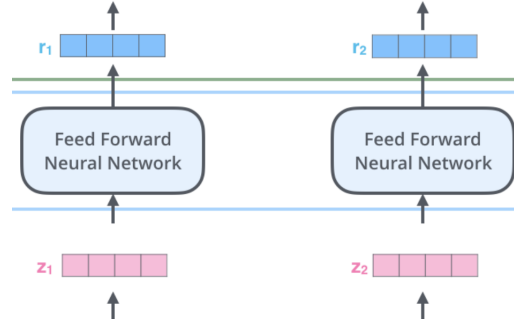 r₁
r₂
Feed Forward
Neural Network
Feed Forward
Neural Network
z₁
z₂